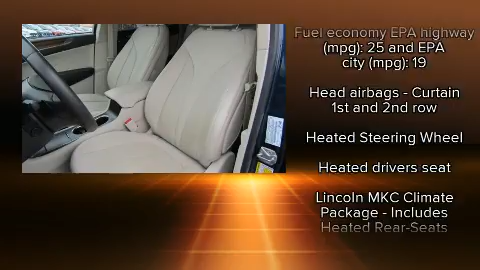 Fuel economy EPA highway
(mpg): 25 and EPA
city (mpg): 19
Head airbags - Curtain
1st and 2nd row
Heated Steering Wheel
Heated drivers seat
Lincoln MKC Climate
Package - Includes
Heated Rear-Seats